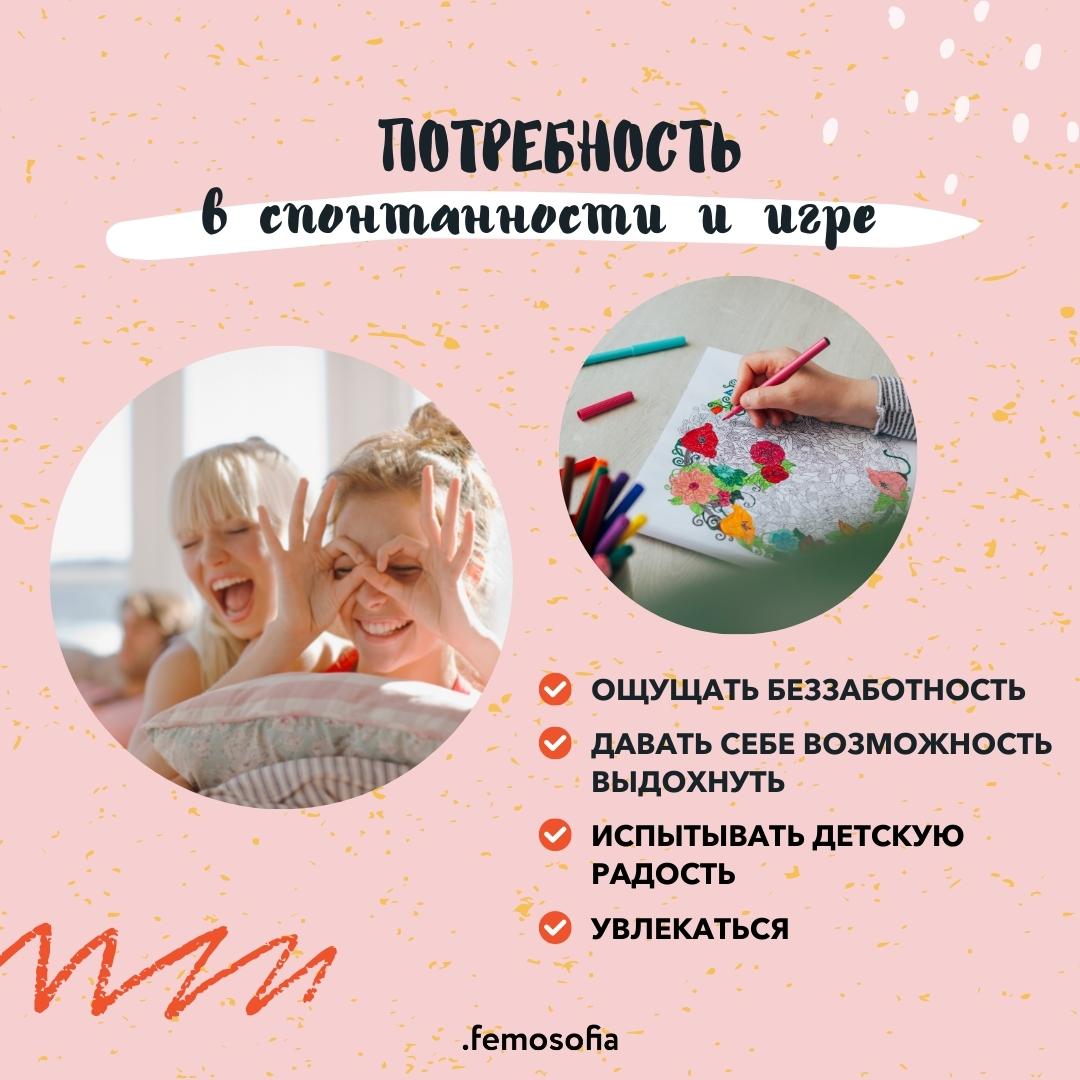 ПОТРЕБНОСТЬ
в спонтанности и игре
ОЩУЩАТЬ БЕЗЗАБОТНОСТЬ
ДАВАТЬ СЕБЕ ВОЗМОЖНОСТЬ
ВЫДОХНУТЬ
ИСПЫТЫВАТЬ ДЕТСКУЮ
РАДОСТЬ
УВЛЕКАТЬСЯ
.femosofia